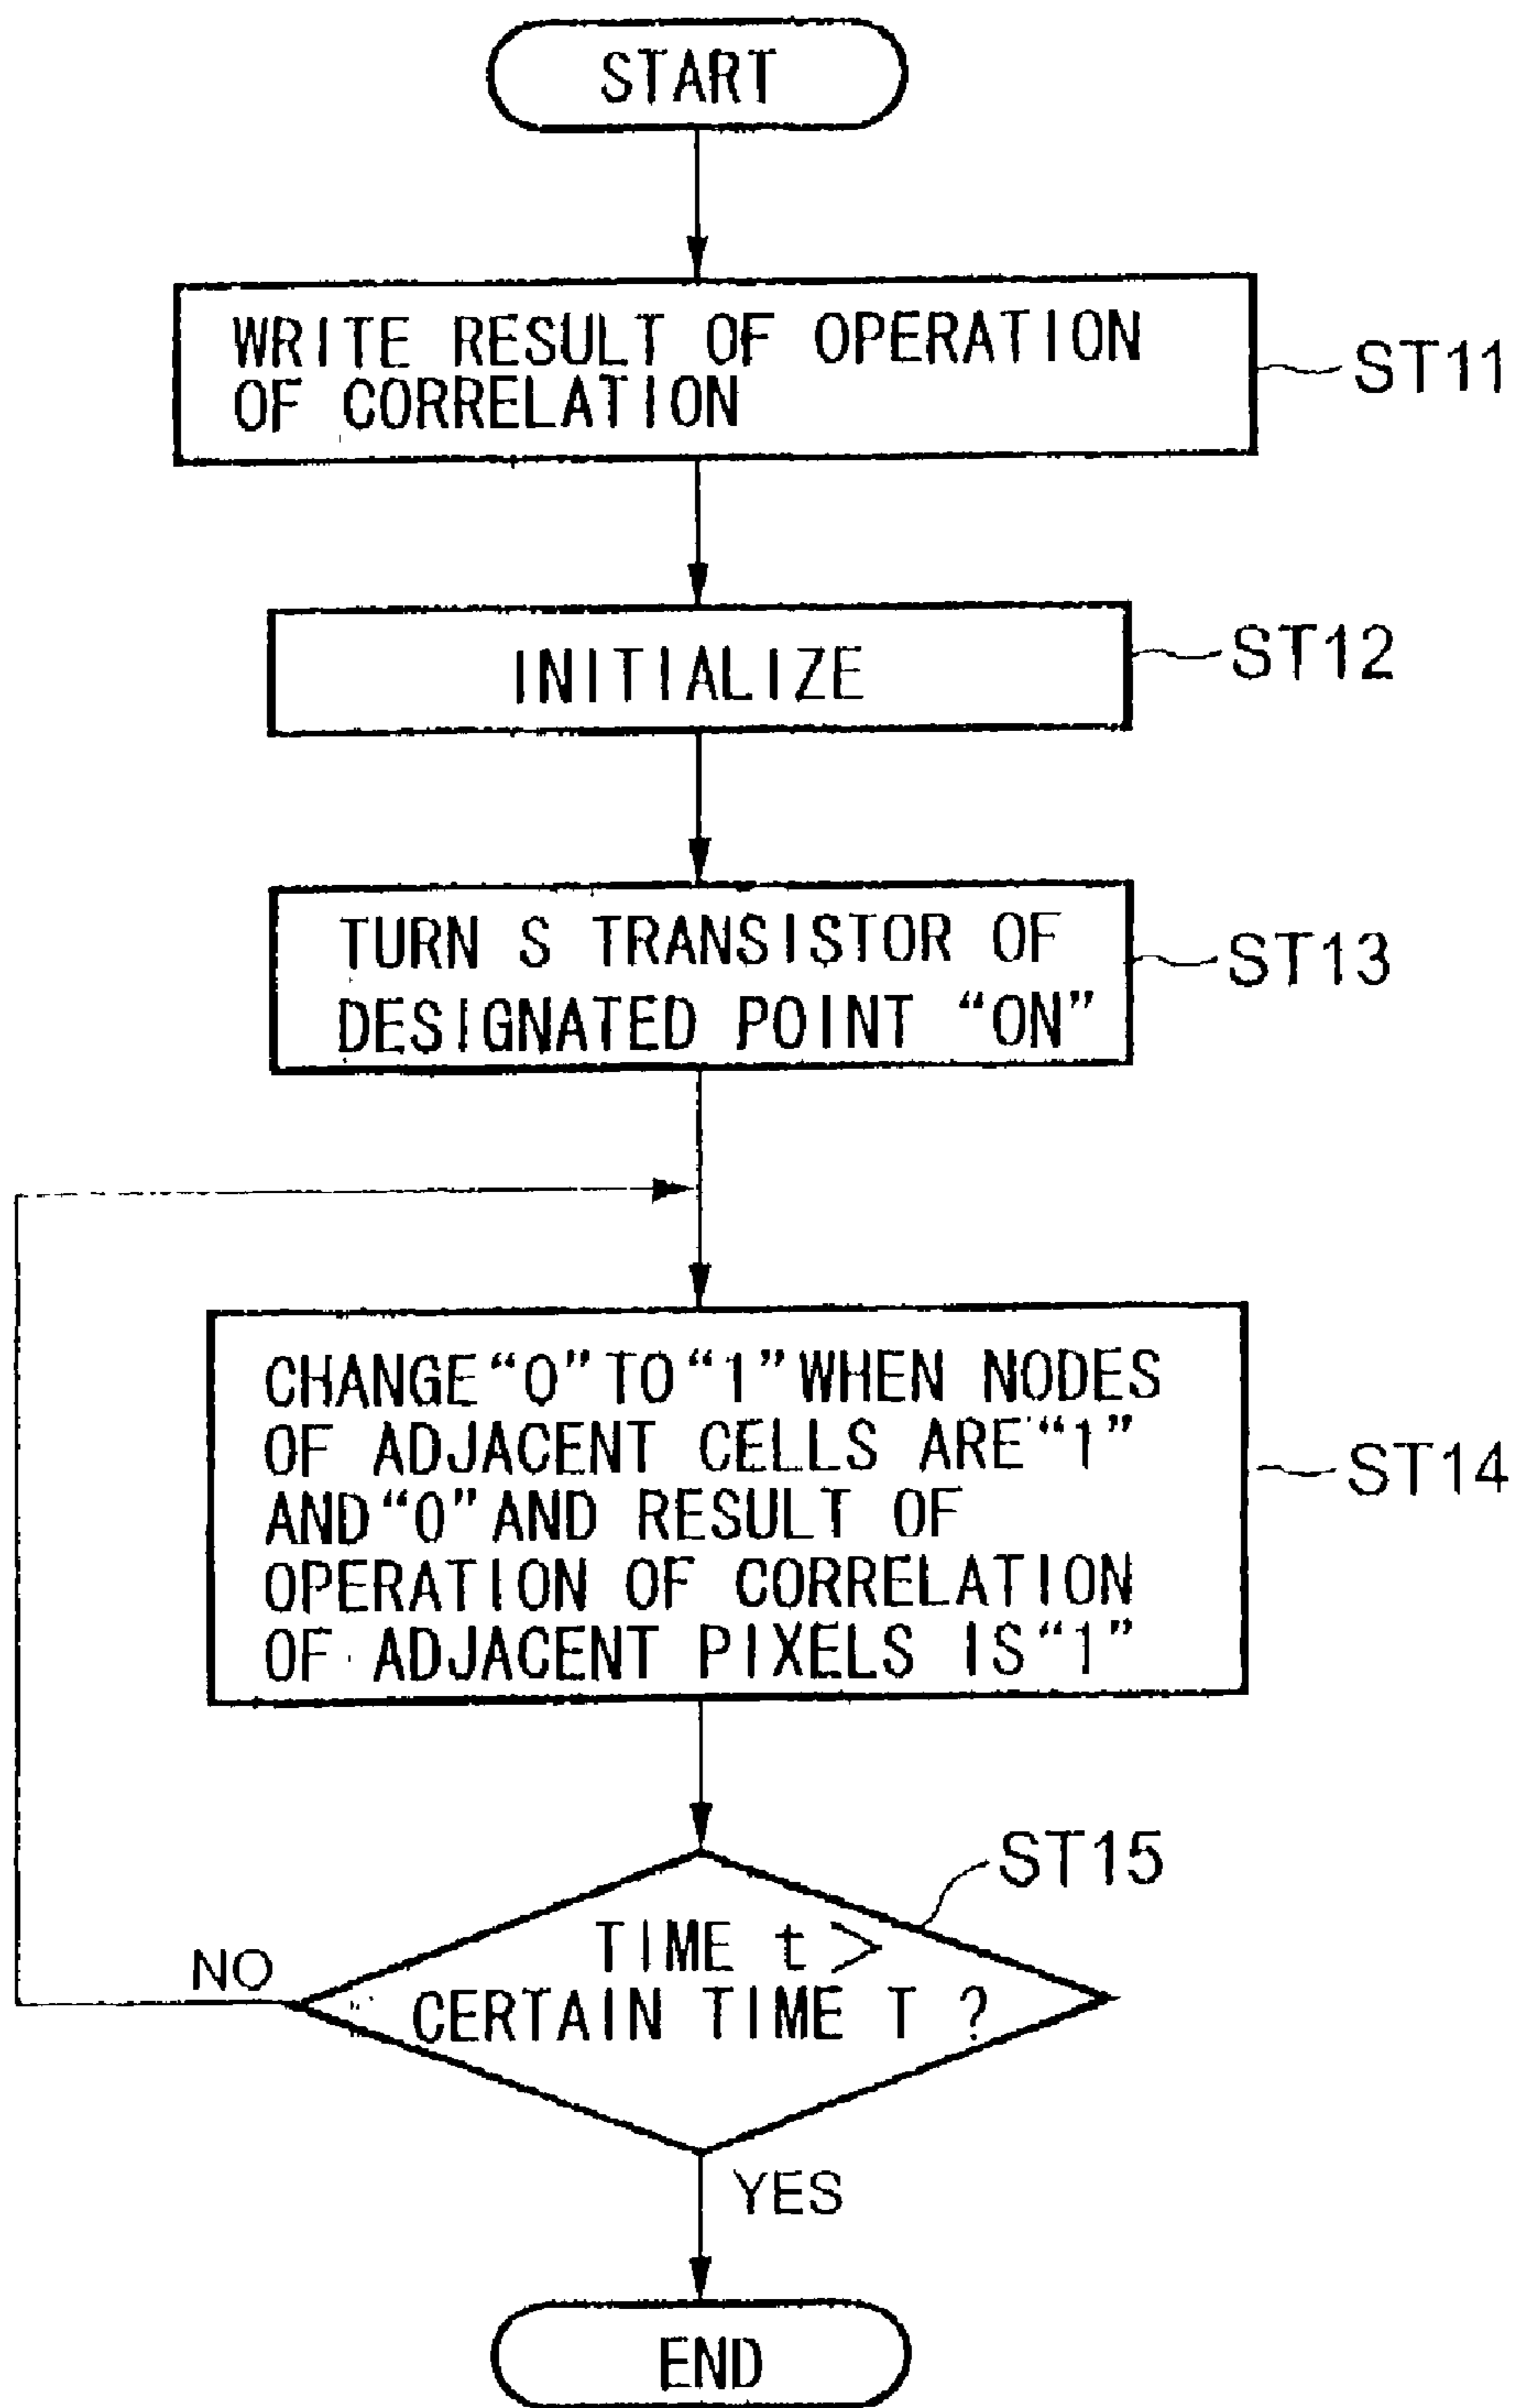 START
WRITE RESULT OF OPERATION
OF CORRELATION
ST11
INITIALIZE
ST12
TURN S TRANSISTOR OF
DESIGNATED POINT “ON”
ST13
CHANGE“0”TO“1”WHEN NODES
OF ADJACENT CELLS ARE“1”
AND“0”AND RESULT OF
OPERATION OF CORRELATION
OF ADJACENT PIXELS IS“1”
ST14
ST15
TIME t >
CERTAIN TIME T ?
NO
YES
END